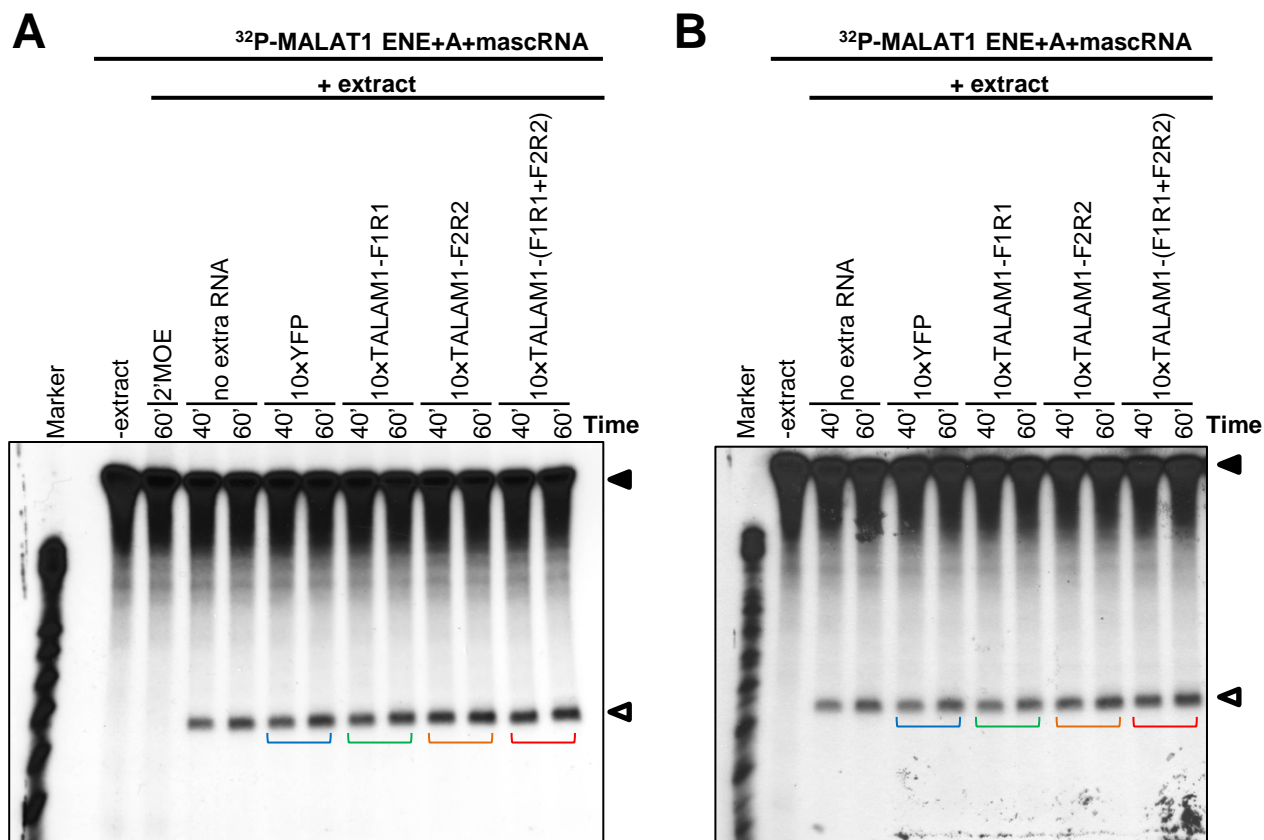 A
³²P-MALAT1 ENE+A+mascRNA
+ extract
Marker
-extract
60’ 2’MOE
40’ 60’ no extra RNA
40’ 60’ 10×YFP
40’ 60’ 10×TALAM1-F1R1
40’ 60’ 10×TALAM1-F2R2
40’ 60’ 10×TALAM1-(F1R1+F2R2)
Time
B
³²P-MALAT1 ENE+A+mascRNA
+ extract
Marker
-extract
40’ 60’ no extra RNA
40’ 60’ 10×YFP
40’ 60’ 10×TALAM1-F1R1
40’ 60’ 10×TALAM1-F2R2
40’ 60’ 10×TALAM1-(F1R1+F2R2)
Time